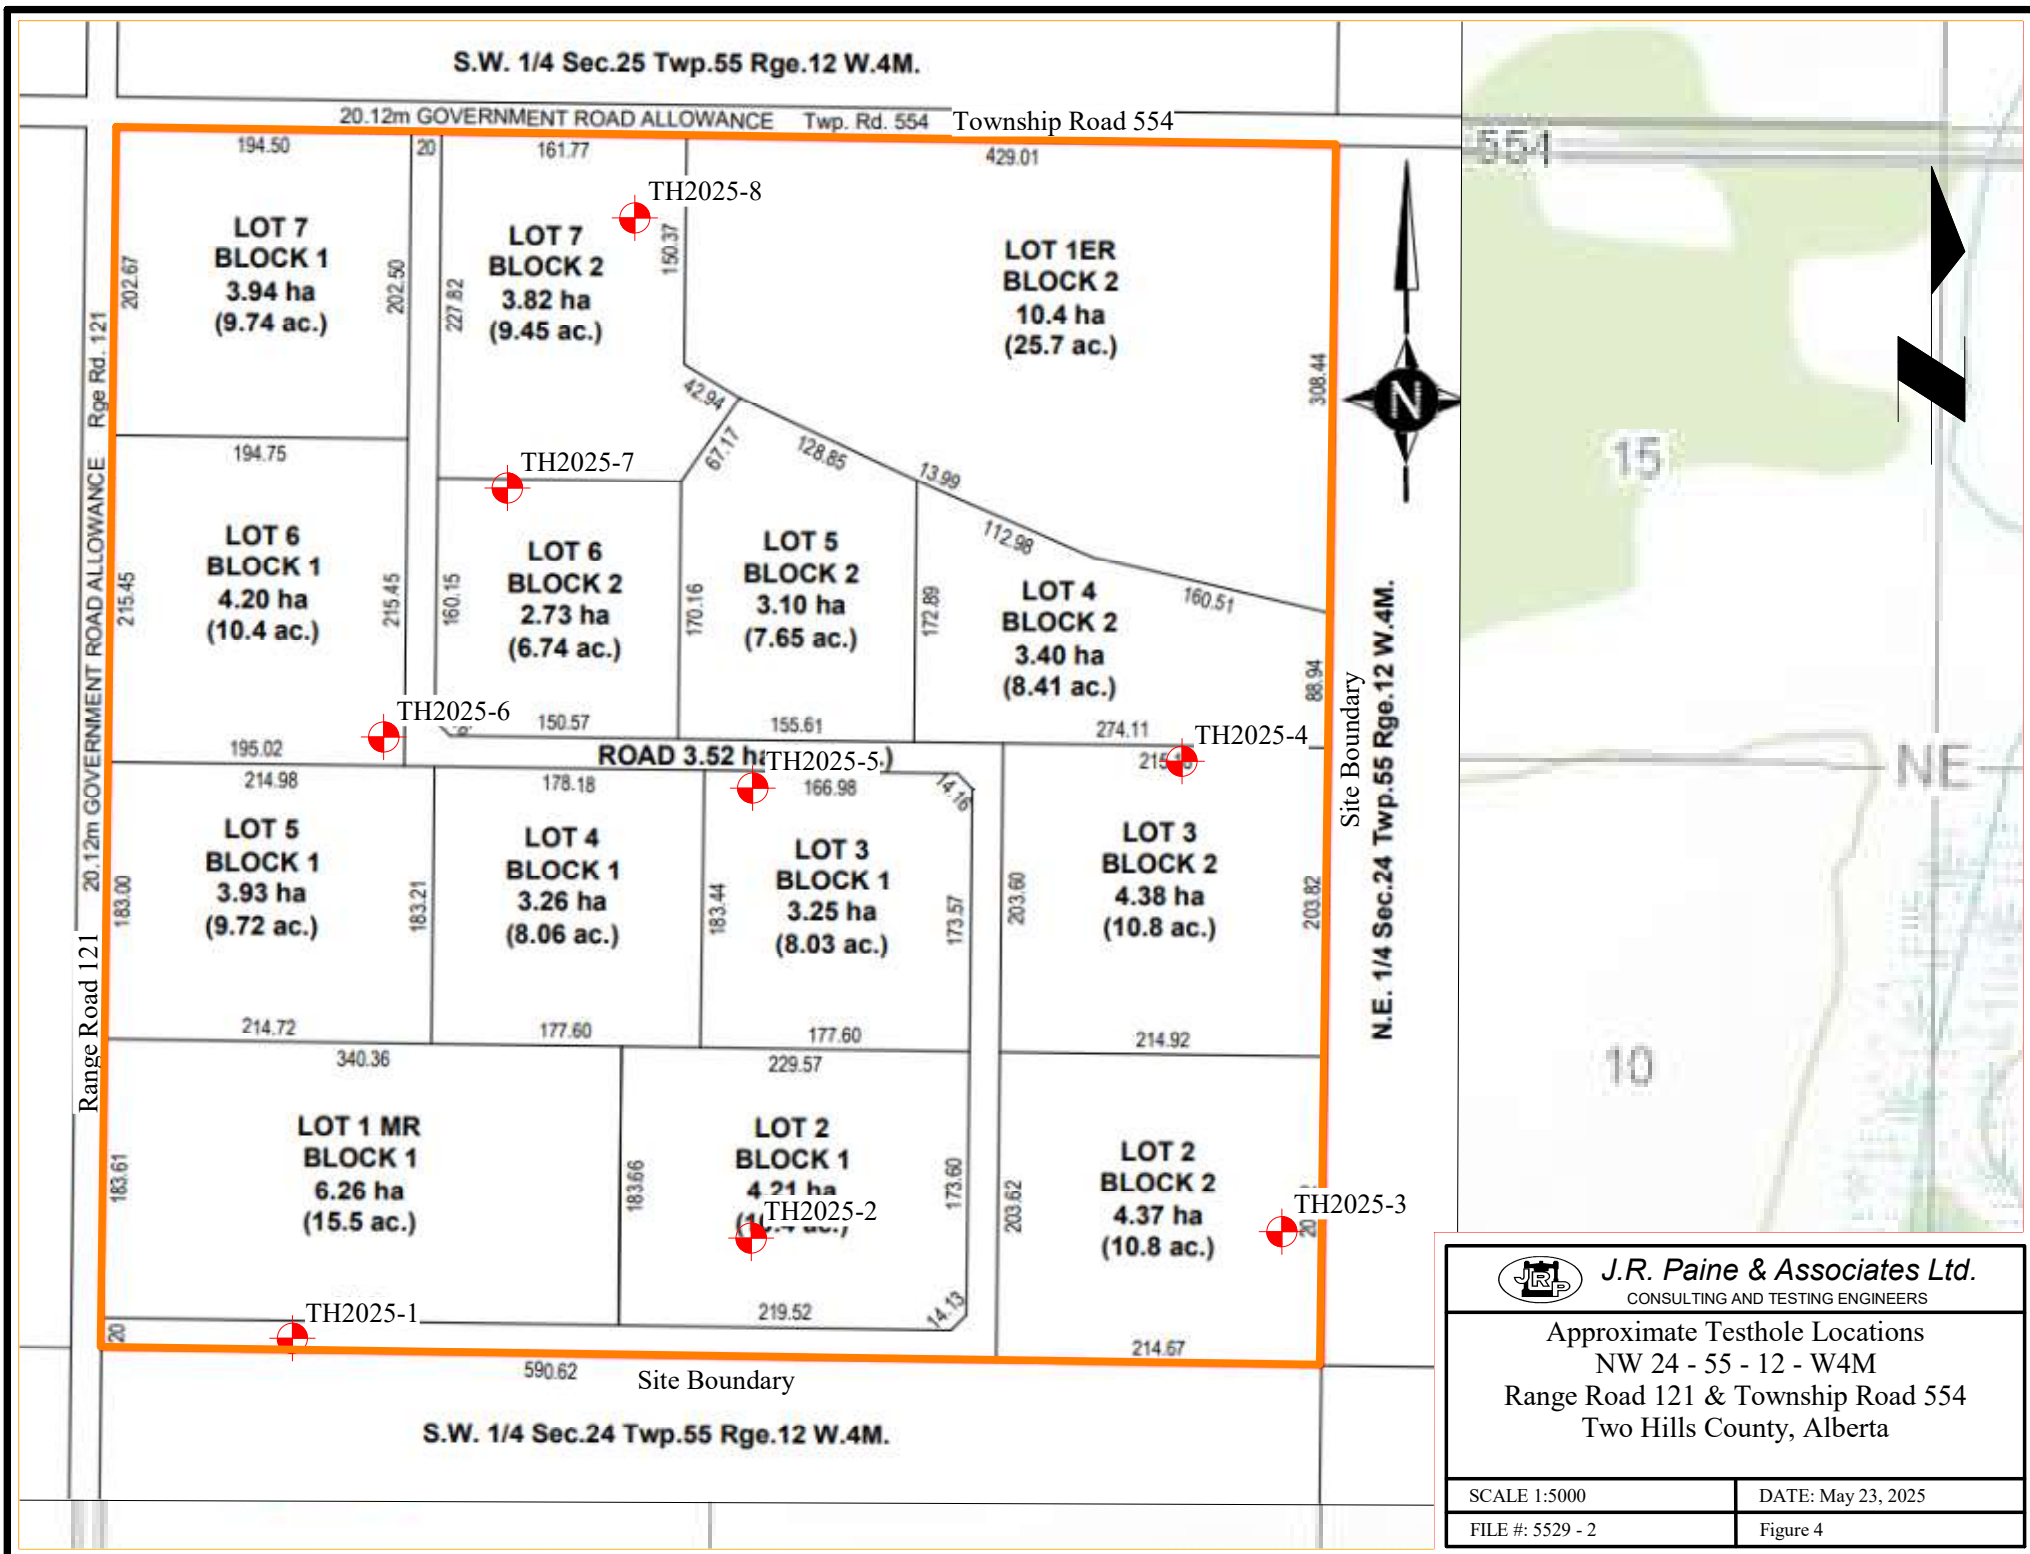 S.W. 1/4 Sec.25 Twp.55 Rge.12 W.4M.
20.12m GOVERNMENT ROAD ALLOWANCE Twp. Rd. 554
Township Road 554
194.50
20
161.77
429.01
TH2025-8
LOT 7
BLOCK 1
3.94 ha
(9.74 ac.)
202.67
202.50
LOT 7
BLOCK 2
3.82 ha
(9.45 ac.)
227.82
150.37
LOT 1ER
BLOCK 2
10.4 ha
(25.7 ac.)
308.44
N
42.94
67.17
128.85
13.99
112.98
160.51
194.75
TH2025-7
LOT 6
BLOCK 1
4.20 ha
(10.4 ac.)
215.45
215.45
LOT 6
BLOCK 2
2.73 ha
(6.74 ac.)
160.15
170.16
LOT 5
BLOCK 2
3.10 ha
(7.65 ac.)
172.89
LOT 4
BLOCK 2
3.40 ha
(8.41 ac.)
88.94
20.12m GOVERNMENT ROAD ALLOWANCE Rge Rd. 121
Range Road 121
Site Boundary
N.E. 1/4 Sec.24 Twp.55 Rge.12 W.4M.
TH2025-6
195.02
150.57
155.61
274.11
TH2025-4
ROAD 3.52 ha
TH2025-5
214.98
178.18
166.98
14.16
LOT 5
BLOCK 1
3.93 ha
(9.72 ac.)
183.00
183.21
LOT 4
BLOCK 1
3.26 ha
(8.06 ac.)
183.44
LOT 3
BLOCK 1
3.25 ha
(8.03 ac.)
173.57
203.60
LOT 3
BLOCK 2
4.38 ha
(10.8 ac.)
203.82
214.72
177.60
177.60
214.92
340.36
229.57
LOT 1 MR
BLOCK 1
6.26 ha
(15.5 ac.)
183.61
183.66
LOT 2
BLOCK 1
4.21 ha
TH2025-2
173.60
203.62
LOT 2
BLOCK 2
4.37 ha
(10.8 ac.)
TH2025-3
TH2025-1
20
219.52
14.13
214.67
590.62
Site Boundary
S.W. 1/4 Sec.24 Twp.55 Rge.12 W.4M.
554
15
NE
10
N
JRP
J.R. Paine & Associates Ltd.
CONSULTING AND TESTING ENGINEERS
Approximate Testhole Locations
NW 24 - 55 - 12 - W4M
Range Road 121 & Township Road 554
Two Hills County, Alberta
SCALE 1:5000
DATE: May 23, 2025
FILE #: 5529 - 2
Figure 4